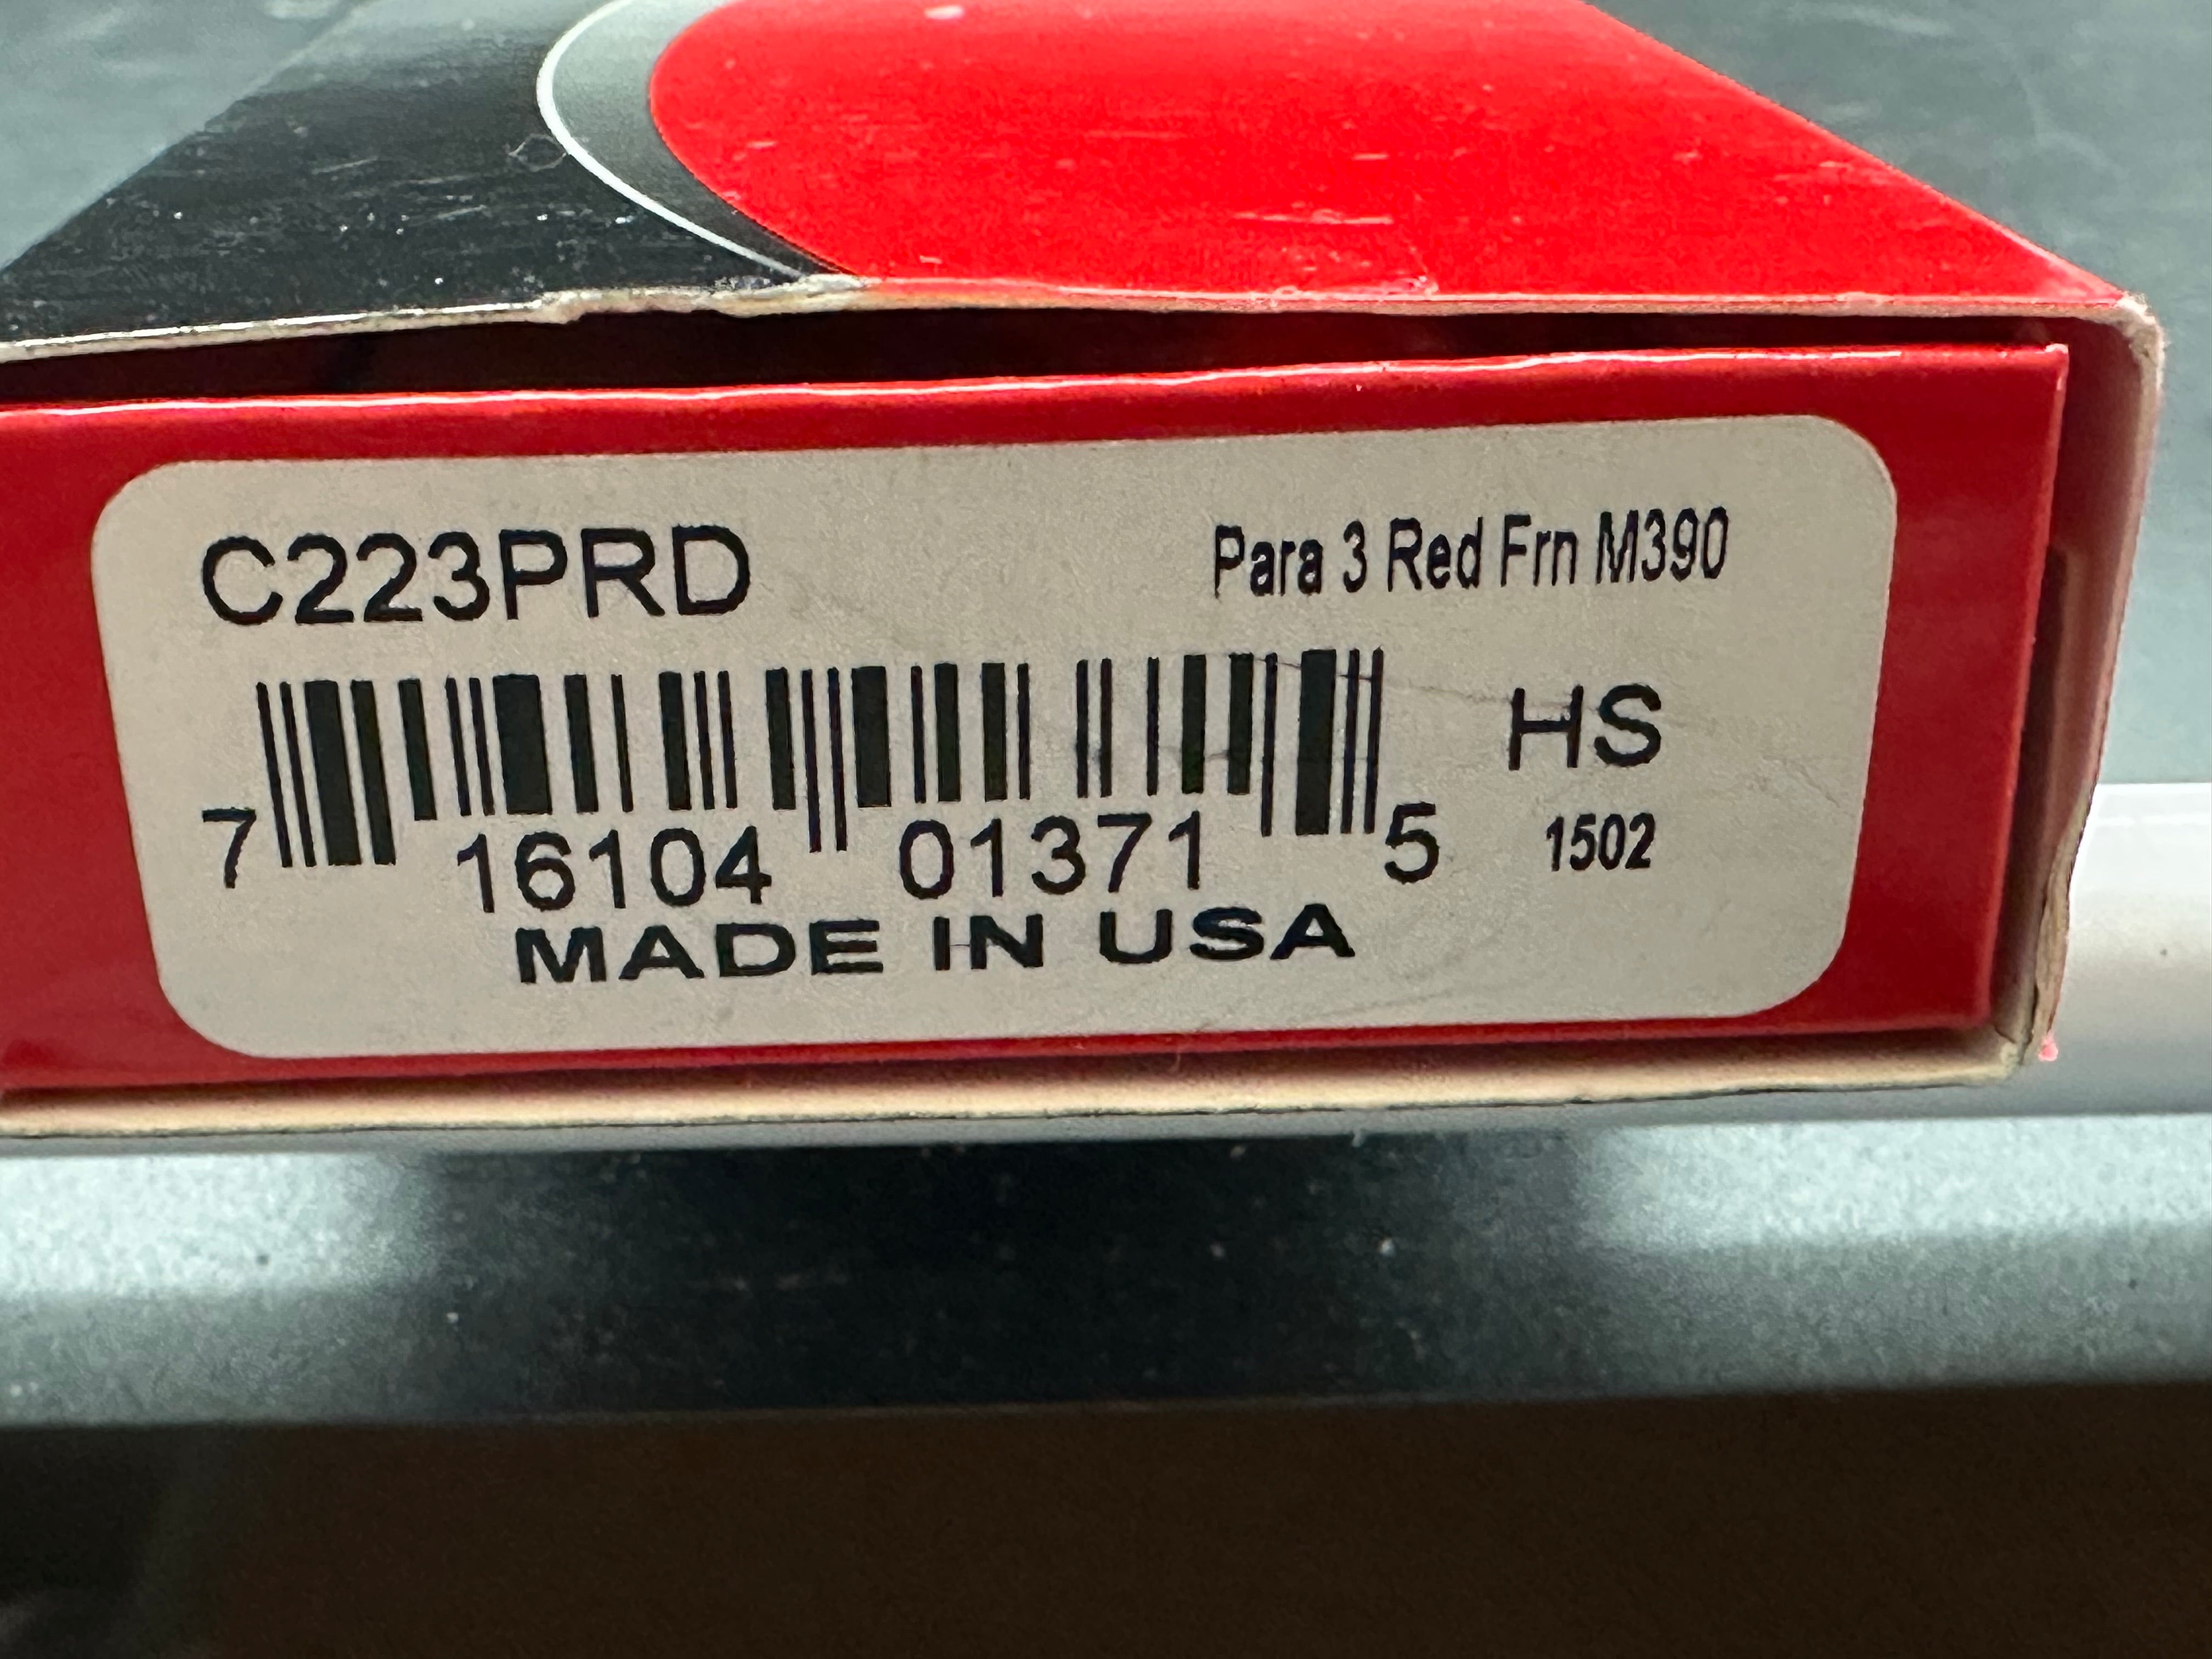 C223PRD Para 3 Red Frn M390
HS
7 16104 01371 5 1502
MADE IN USA